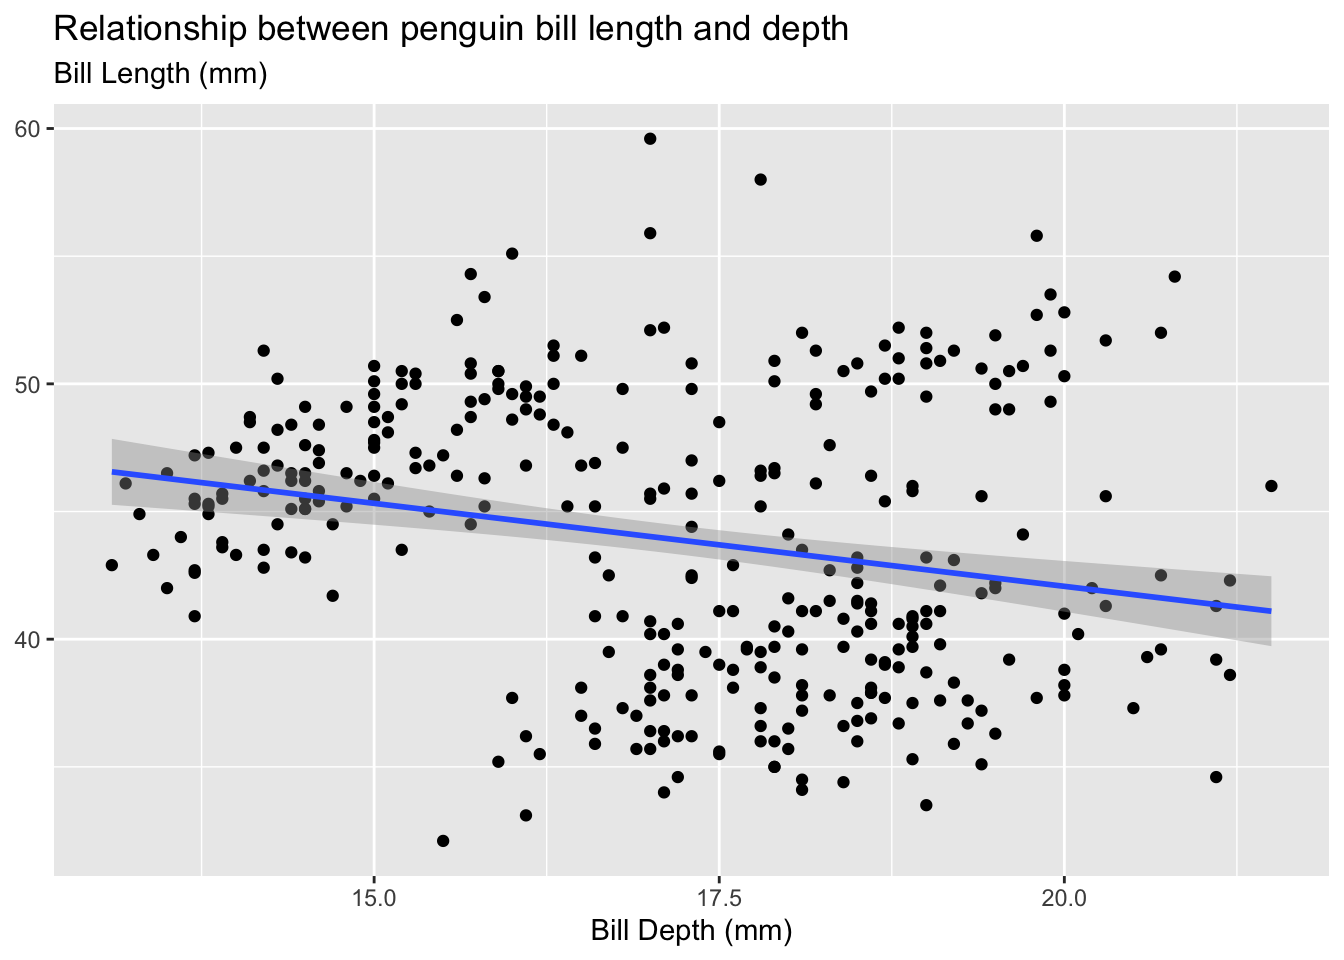 Relationship between penguin bill length and depth
Bill Length (mm)
60
50
40
15.0 17.5 20.0
Bill Depth (mm)